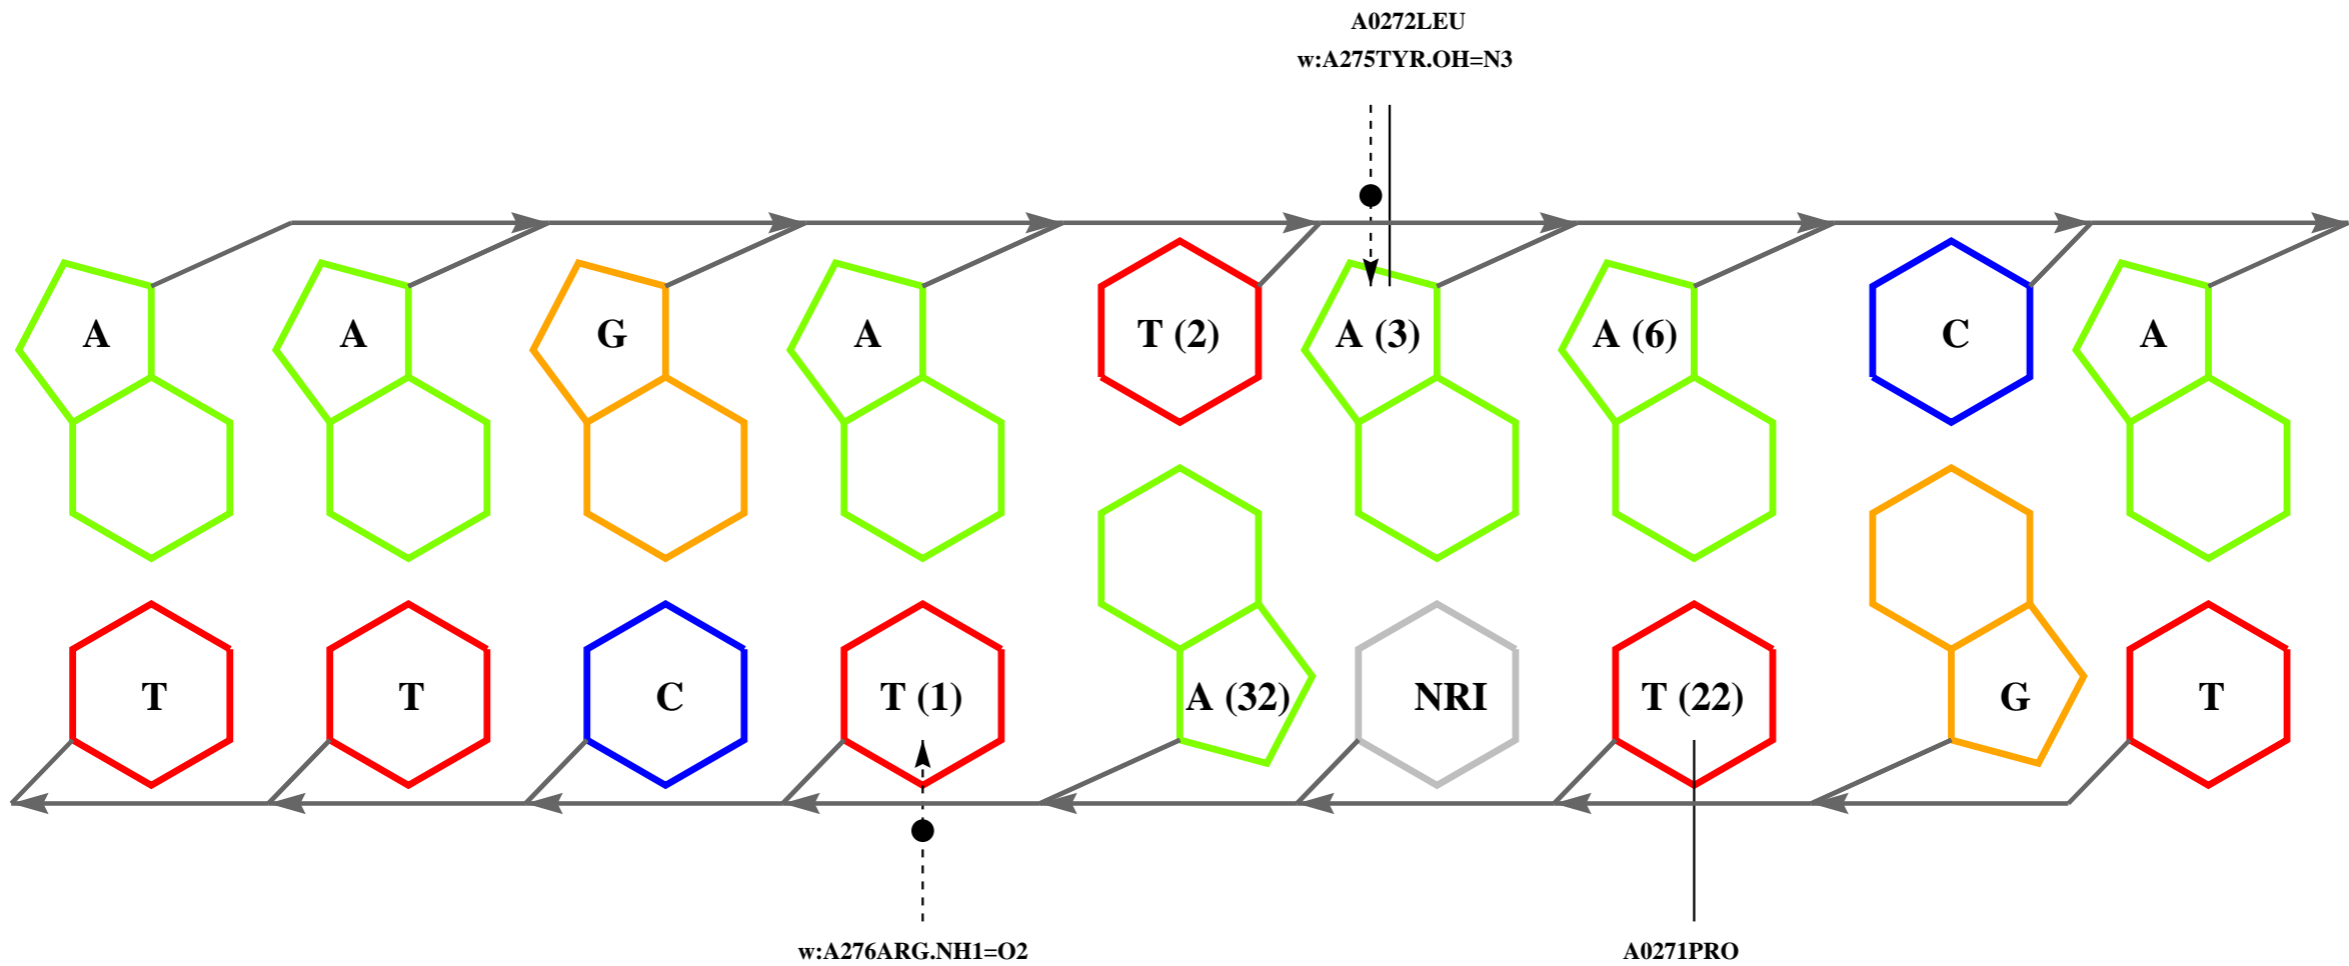 A0272LEU
w:A275TYR.OH=N3
A A G A T (2) A (3) A (6) C A
T T C T (1) A (32) NRI T (22) G T
w:A276ARG.NH1=O2 A0271PRO